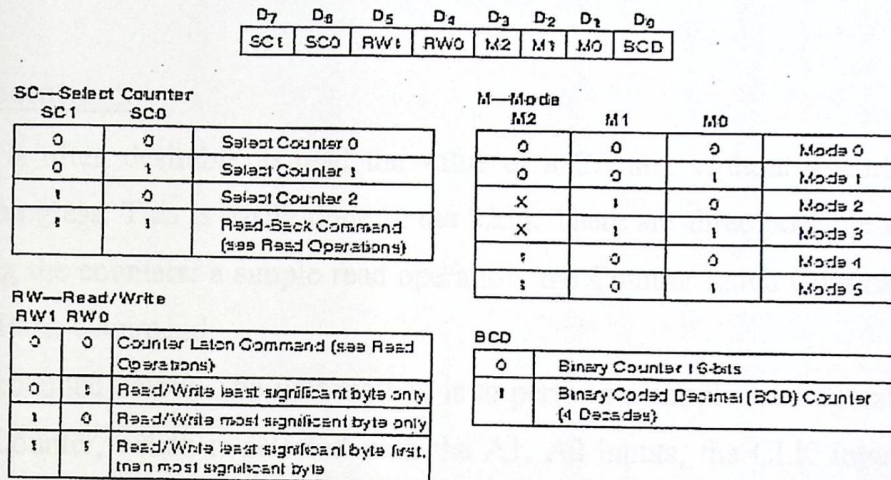 D7 D6 D5 D4 D3 D2 D1 D0
SC1 SC0 RW1 RW0 M2 M1 M0 BCD
SC—Select Counter
SC1 SC0
0 0 Select Counter 0
0 1 Select Counter 1
0 Select Counter 2
1 1 Read-Back Command
(see Read Operations)
M—Mode
M2 M1 M0
0 0 0 Mode 0
0 0 1 Mode 1
X 1 0 Mode 2
X Mode 3
1 0 0 Mode 4
1 0 1 Mode 5
RW—Read/Write
RW1 RW0
0 0 Counter Latch Command (see Read
Operations)
0 Read/Write least significant byte only
1 0 Read/Write most significant byte only
1 Read/Write least significant byte first,
then most significant byte
BCD
0 Binary Counter 16-bits
1 Binary Coded Decimal (BCD) Counter
(4 Decades)